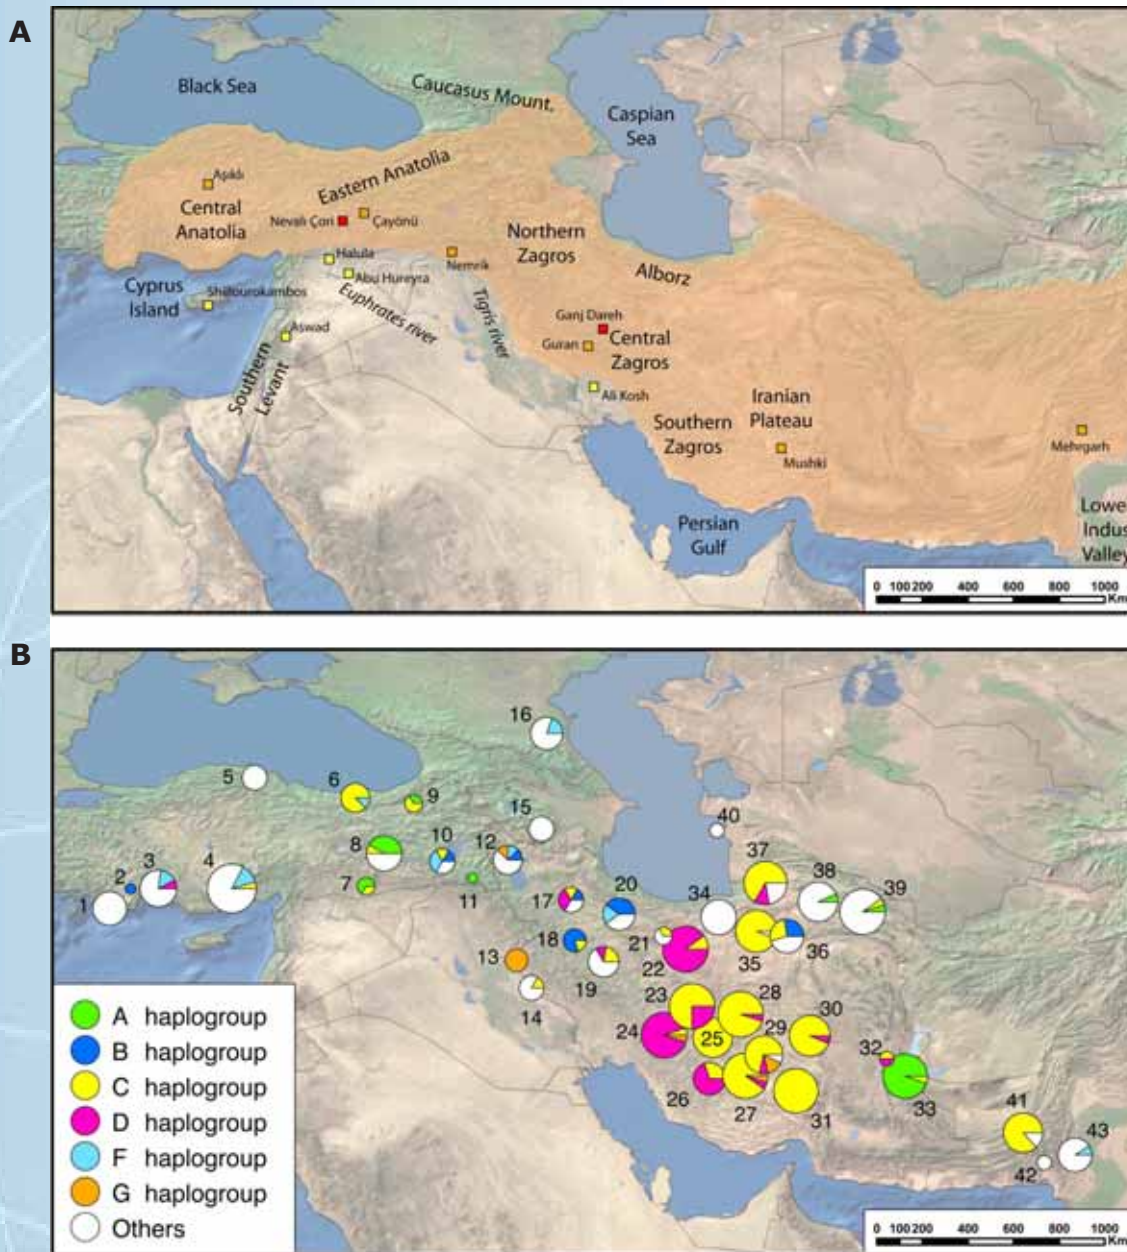 A
Black Sea
Caucasus Mount.
Caspian
Sea
Aşıklı
Eastern Anatolia
Central
Anatolia
Nevalı Çori
Çayönü
Northern
Zagros
Halula
Nemrik
Alborz
Abu Hureyra
Cyprus
Island
Shillourokambos
Euphrates river
Tigris river
Aswad
Ganj Dareh
Guran
Central
Zagros
Southern
Levant
Ali Kosh
Iranian
Plateau
Southern
Zagros
Mushki
Mehrgarh
Persian
Gulf
Lowe
Indus
Valley
0 100 200 400 600 800 1000
Km
B
16
5
6
9
15
40
8
10
12
37
38
39
7
11
2
3
4
1
17
20
34
36
35
18
21
22
13
19
14
23
28
24
25
29
30
32
33
26
27
31
41
43
42
A haplogroup
B haplogroup
C haplogroup
D haplogroup
F haplogroup
G haplogroup
Others
0 100 200 400 600 800 1000
Km